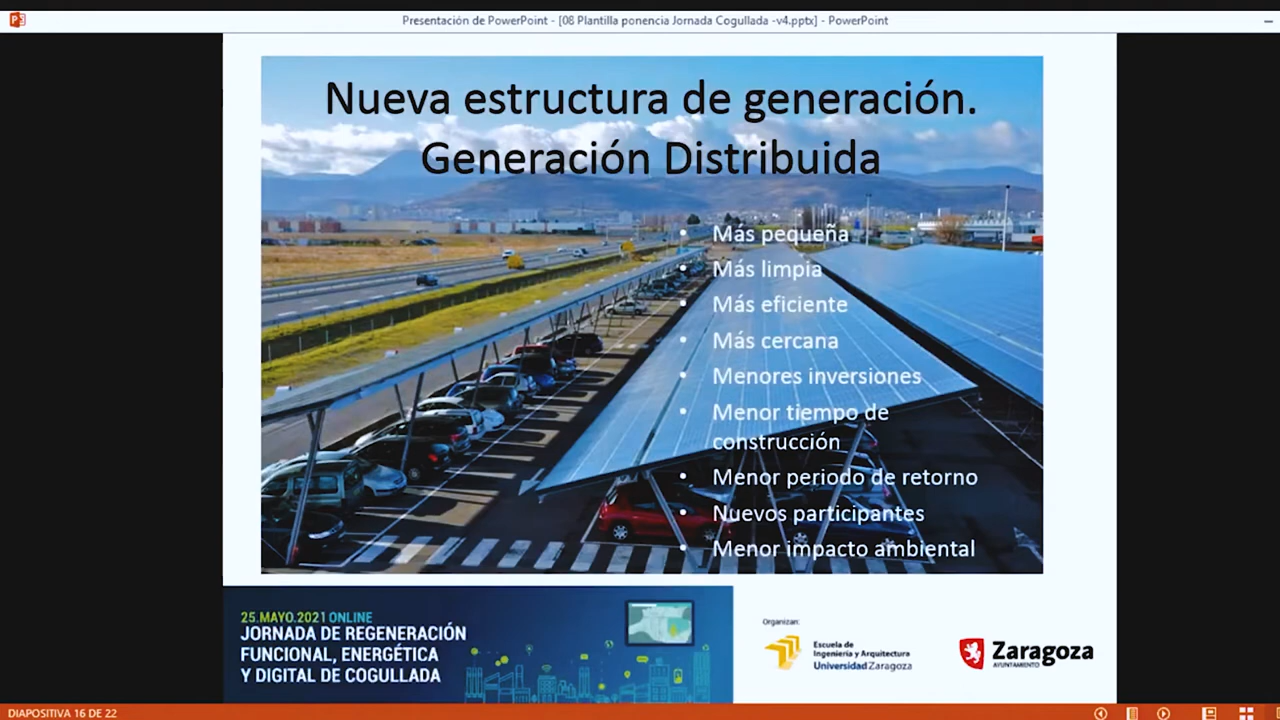 Presentación de PowerPoint - [08 Plantilla ponencia Jornada Cogullada -v4.pptx] - PowerPoint
Nueva estructura de generación.
Generación Distribuida
• Más pequeña
• Más limpia
• Más eficiente
• Más cercana
• Menores inversiones
• Menor tiempo de
construcción
• Menor periodo de retorno
• Nuevos participantes
• Menor impacto ambiental
25.MAYO.2021 ONLINE
JORNADA DE REGENERACIÓN
FUNCIONAL, ENERGÉTICA
Y DIGITAL DE COGULLADA
Organizan:
Escuela de
Ingeniería y Arquitectura
Universidad Zaragoza
Zaragoza
AYUNTAMIENTO
DIAPOSITIVA 16 DE 22